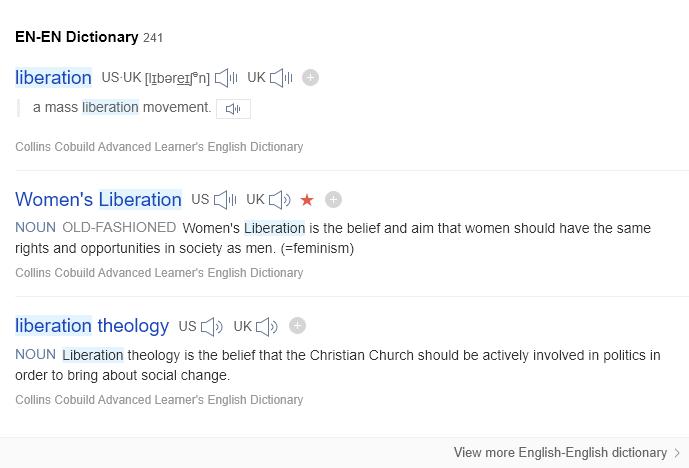 EN-EN Dictionary 241
liberation US·UK [lɪbəreɪʃᵊn] UK
a mass liberation movement.
Collins Cobuild Advanced Learner's English Dictionary
Women's Liberation US UK
NOUN OLD-FASHIONED Women's Liberation is the belief and aim that women should have the same
rights and opportunities in society as men. (=feminism)
Collins Cobuild Advanced Learner's English Dictionary
liberation theology US UK
NOUN Liberation theology is the belief that the Christian Church should be actively involved in politics in
order to bring about social change.
Collins Cobuild Advanced Learner's English Dictionary
View more English-English dictionary